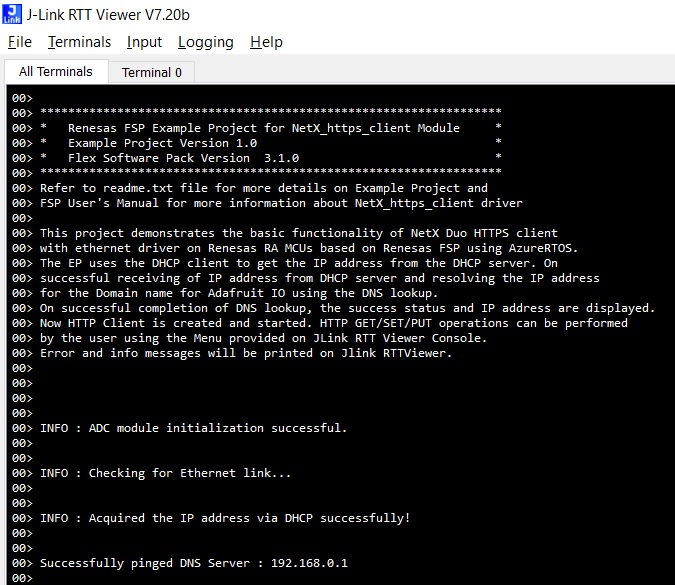 J-Link RTT Viewer V7.20b
File Terminals Input Logging Help
All Terminals Terminal 0
00>
00> ******************************************************************
00> *   Renesas FSP Example Project for NetX_https_client Module     *
00> *   Example Project Version 1.0                                  *
00> *   Flex Software Pack Version  3.1.0                            *
00> ******************************************************************
00> Refer to readme.txt file for more details on Example Project and
00> FSP User's Manual for more information about NetX_https_client driver
00>
00> This project demonstrates the basic functionality of NetX Duo HTTPS client
00> with ethernet driver on Renesas RA MCUs based on Renesas FSP using AzureRTOS.
00> The EP uses the DHCP client to get the IP address from the DHCP server. On
00> successful receiving of IP address from DHCP server and resolving the IP address
00> for the Domain name for Adafruit IO using the DNS lookup.
00> On successful completion of DNS lookup, the success status and IP address are displayed.
00> Now HTTP Client is created and started. HTTP GET/SET/PUT operations can be performed
00> by the user using the Menu provided on JLink RTT Viewer Console.
00> Error and info messages will be printed on Jlink RTTViewer.
00>
00>
00>
00>
00> INFO : ADC module initialization successful.
00>
00>
00> INFO : Checking for Ethernet link...
00>
00>
00> INFO : Acquired the IP address via DHCP successfully!
00>
00>
00> Successfully pinged DNS Server : 192.168.0.1
00>